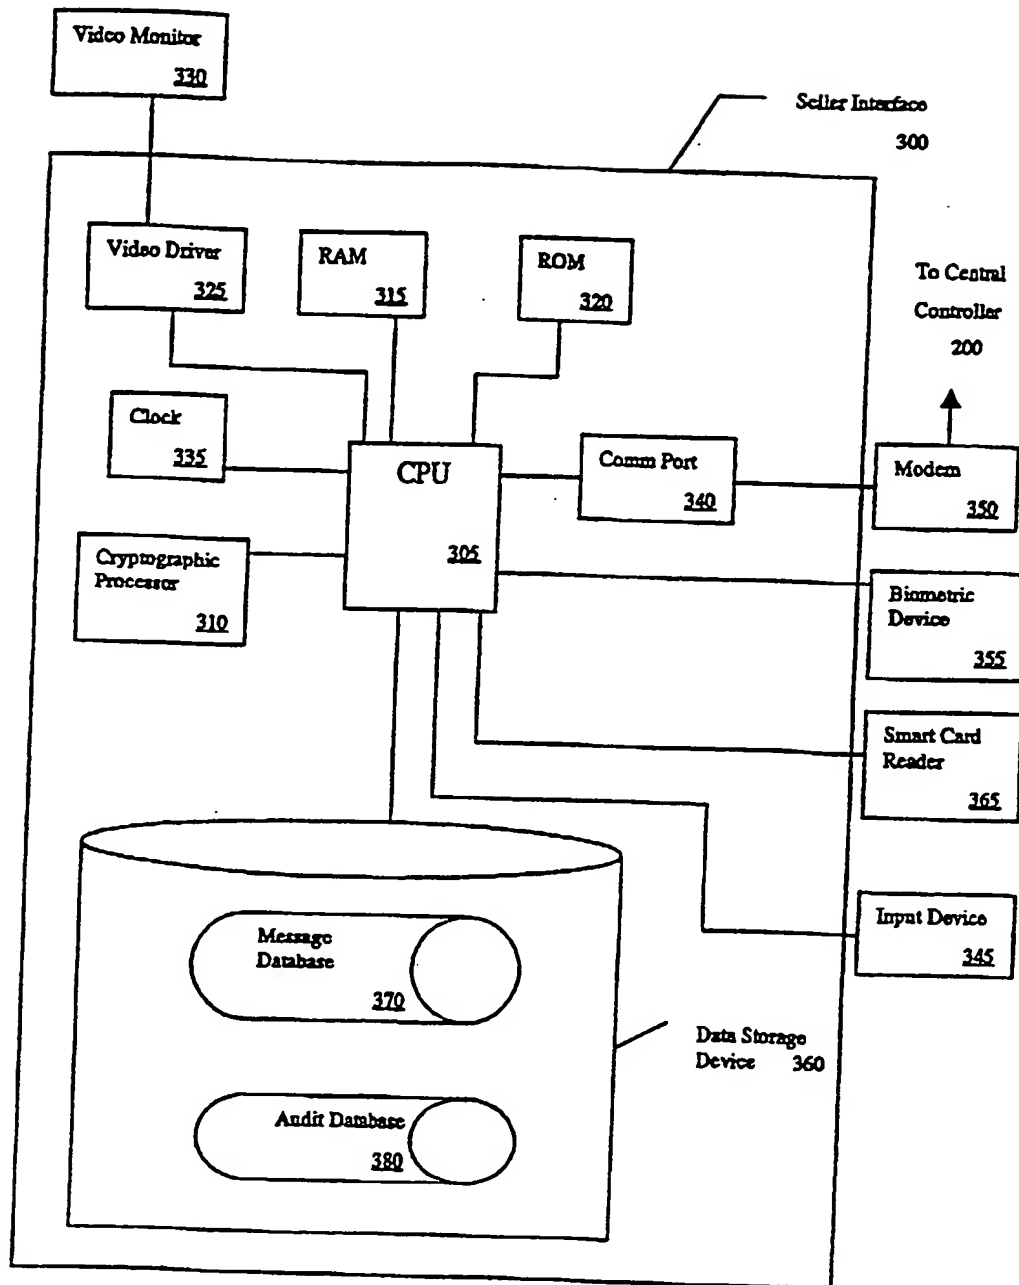 Video Monitor
330
Seller Interface
300
Video Driver
325
RAM
315
ROM
320
To Central
Controller
200
Clock
335
CPU
305
Comm Port
340
Modem
350
Cryptographic
Processor
310
Biometric
Device
355
Smart Card
Reader
365
Input Device
345
Message
Database
370
Data Storage
Device 360
Audit Database
380